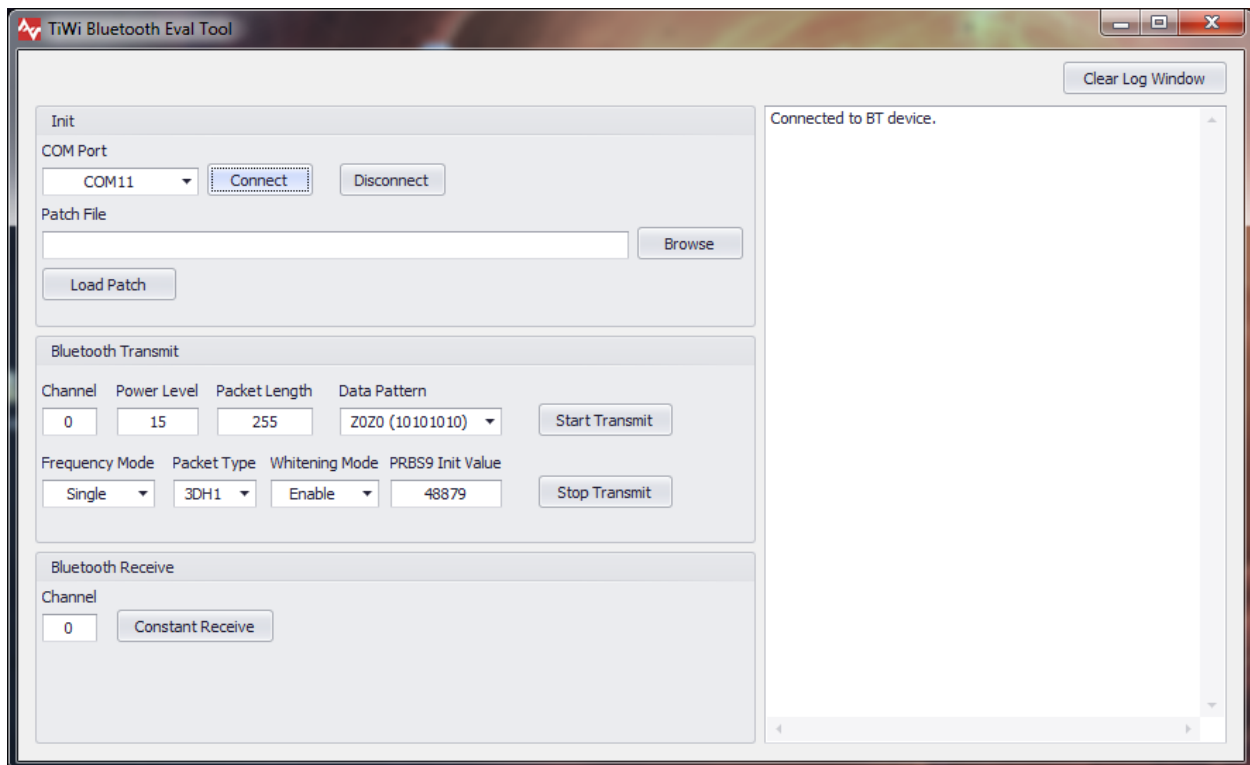 TiWi Bluetooth Eval Tool
Clear Log Window
Init
COM Port
COM11 Connect Disconnect
Patch File
Browse
Load Patch
Bluetooth Transmit
Channel Power Level Packet Length Data Pattern
0 15 255 Z0Z0 (10101010) Start Transmit
Frequency Mode Packet Type Whitening Mode PRBS9 Init Value
Single 3DH1 Enable 48879 Stop Transmit
Bluetooth Receive
Channel
0 Constant Receive
Connected to BT device.